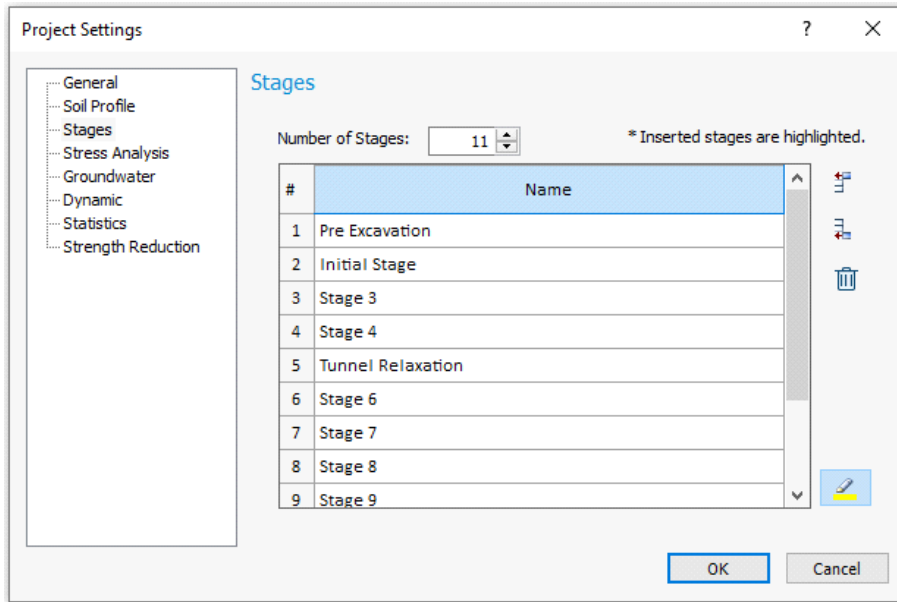 Project Settings
? ×
General
Soil Profile
Stages
Stress Analysis
Groundwater
Dynamic
Statistics
Strength Reduction
Stages
Number of Stages: 11
* Inserted stages are highlighted.
# Name
1 Pre Excavation
2 Initial Stage
3 Stage 3
4 Stage 4
5 Tunnel Relaxation
6 Stage 6
7 Stage 7
8 Stage 8
9 Stage 9
OK Cancel